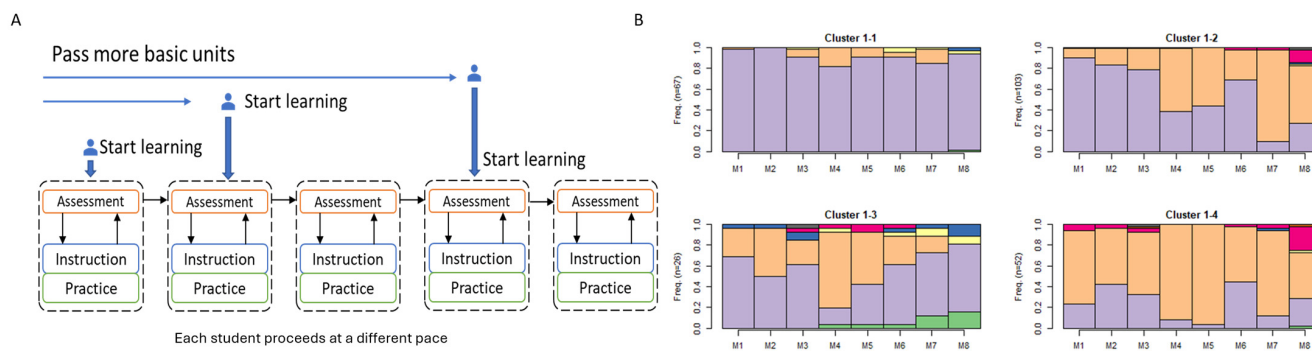 A
Pass more basic units
Start learning
Start learning
Start learning
Assessment
Assessment
Assessment
Assessment
Assessment
Instruction
Instruction
Instruction
Instruction
Instruction
Practice
Practice
Practice
Practice
Practice
Each student proceeds at a different pace
B
Cluster 1-1
Freq. (n=67)
0.0 0.2 0.4 0.6 0.8 1.0
M1 M2 M3 M4 M5 M6 M7 M8
Cluster 1-2
Freq. (n=103)
0.0 0.2 0.4 0.6 0.8 1.0
M1 M2 M3 M4 M5 M6 M7 M8
Cluster 1-3
Freq. (n=26)
0.0 0.2 0.4 0.6 0.8 1.0
M1 M2 M3 M4 M5 M6 M7 M8
Cluster 1-4
Freq. (n=52)
0.0 0.2 0.4 0.6 0.8 1.0
M1 M2 M3 M4 M5 M6 M7 M8